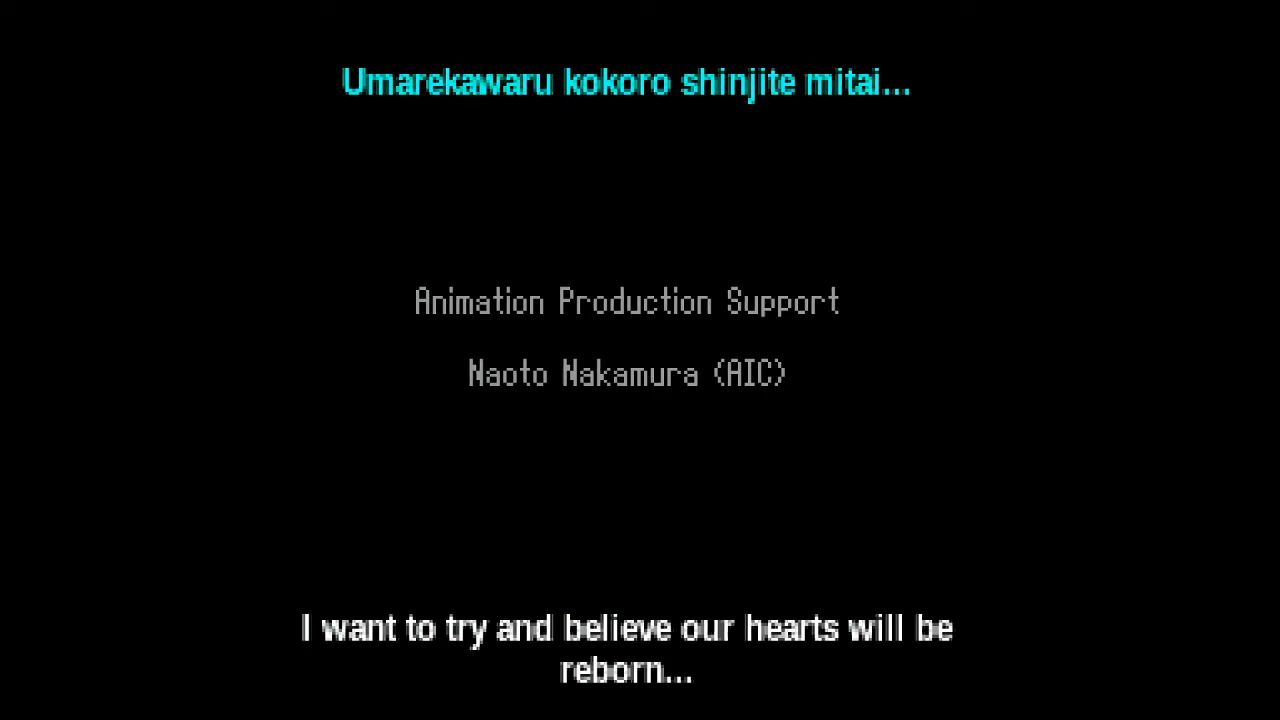 Umarekawaru kokoro shinjite mitai...
Animation Production Support
Naoto Nakamura (AIC)
I want to try and believe our hearts will be
reborn...